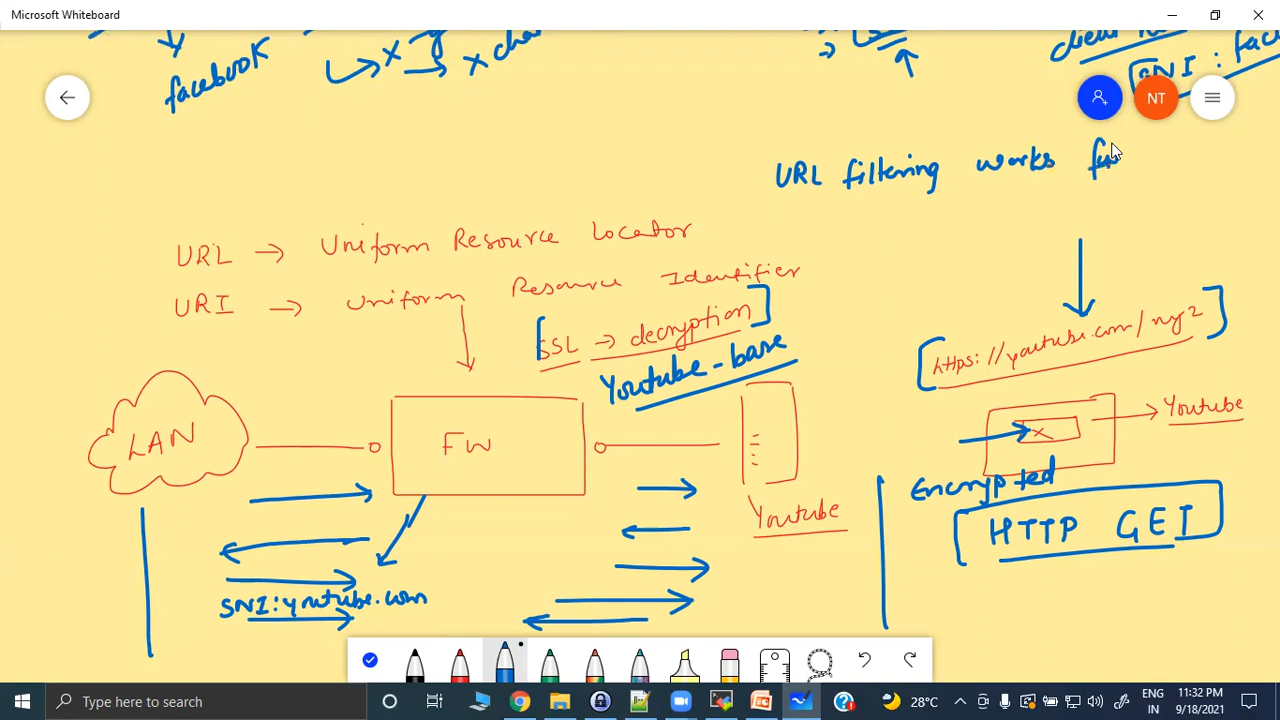 Microsoft Whiteboard
facebook
x
x
SNI : fac
NT
URL filtering works
URL → Uniform Resource Locator
URI → Uniform Resource Identifier
SSL → decryption
Youtube-base
https://youtube.com/xyz
LAN
FW
Youtube
X
Encrypted
Youtube
HTTP GET
SNI:youtube.com
Type here to search
28°C
ENG
IN
11:32 PM
9/18/2021